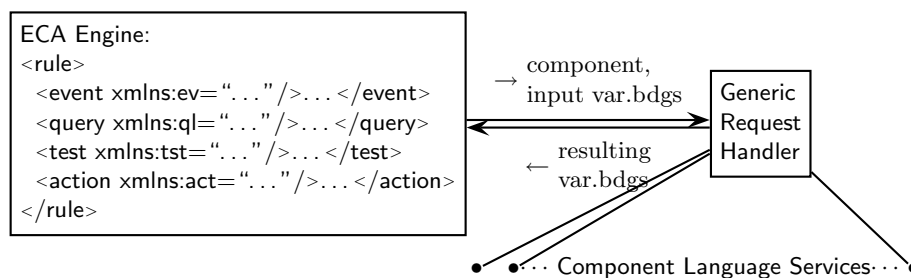 ECA Engine:
<rule>
<event xmlns:ev=“...”/>...</event>
<query xmlns:ql=“...”/>...</query>
<test xmlns:tst=“...”/>...</test>
<action xmlns:act=“...”/>...</action>
</rule>
→ component,
input var.bdgs
← resulting
var.bdgs
Generic
Request
Handler
••··· Component Language Services···•